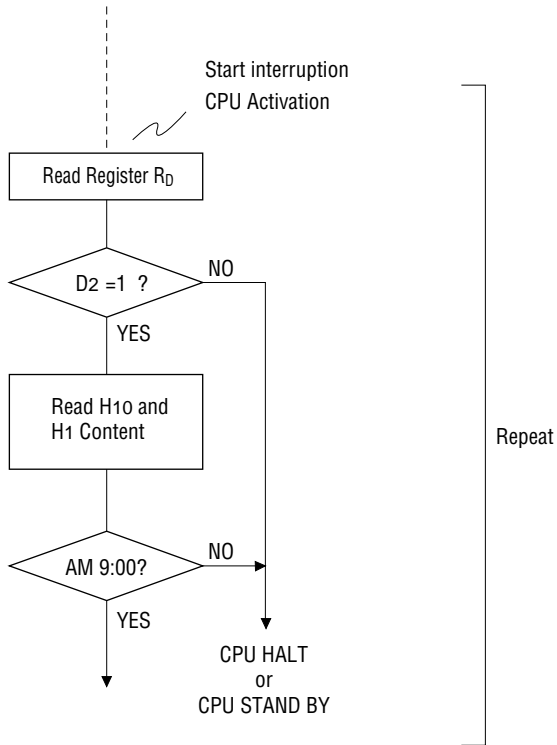 Start interruption
CPU Activation
Read Register RD
D2 =1 ?
NO
YES
Read H10 and
H1 Content
Repeat
AM 9:00?
NO
YES
CPU HALT
or
CPU STAND BY